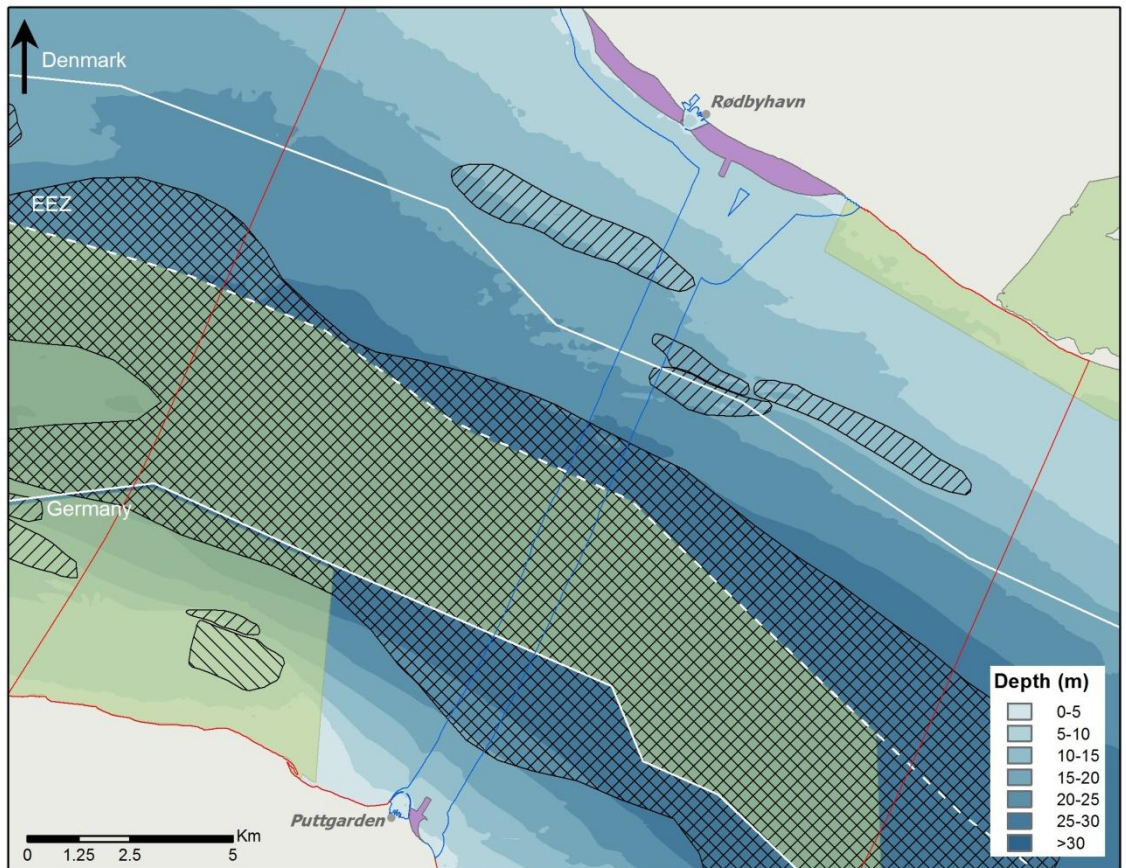 Denmark
Rødbyhavn
EEZ
Germany
Puttgarden
Km
0 1.25 2.5 5
Depth (m)
0-5
5-10
10-15
15-20
20-25
25-30
>30